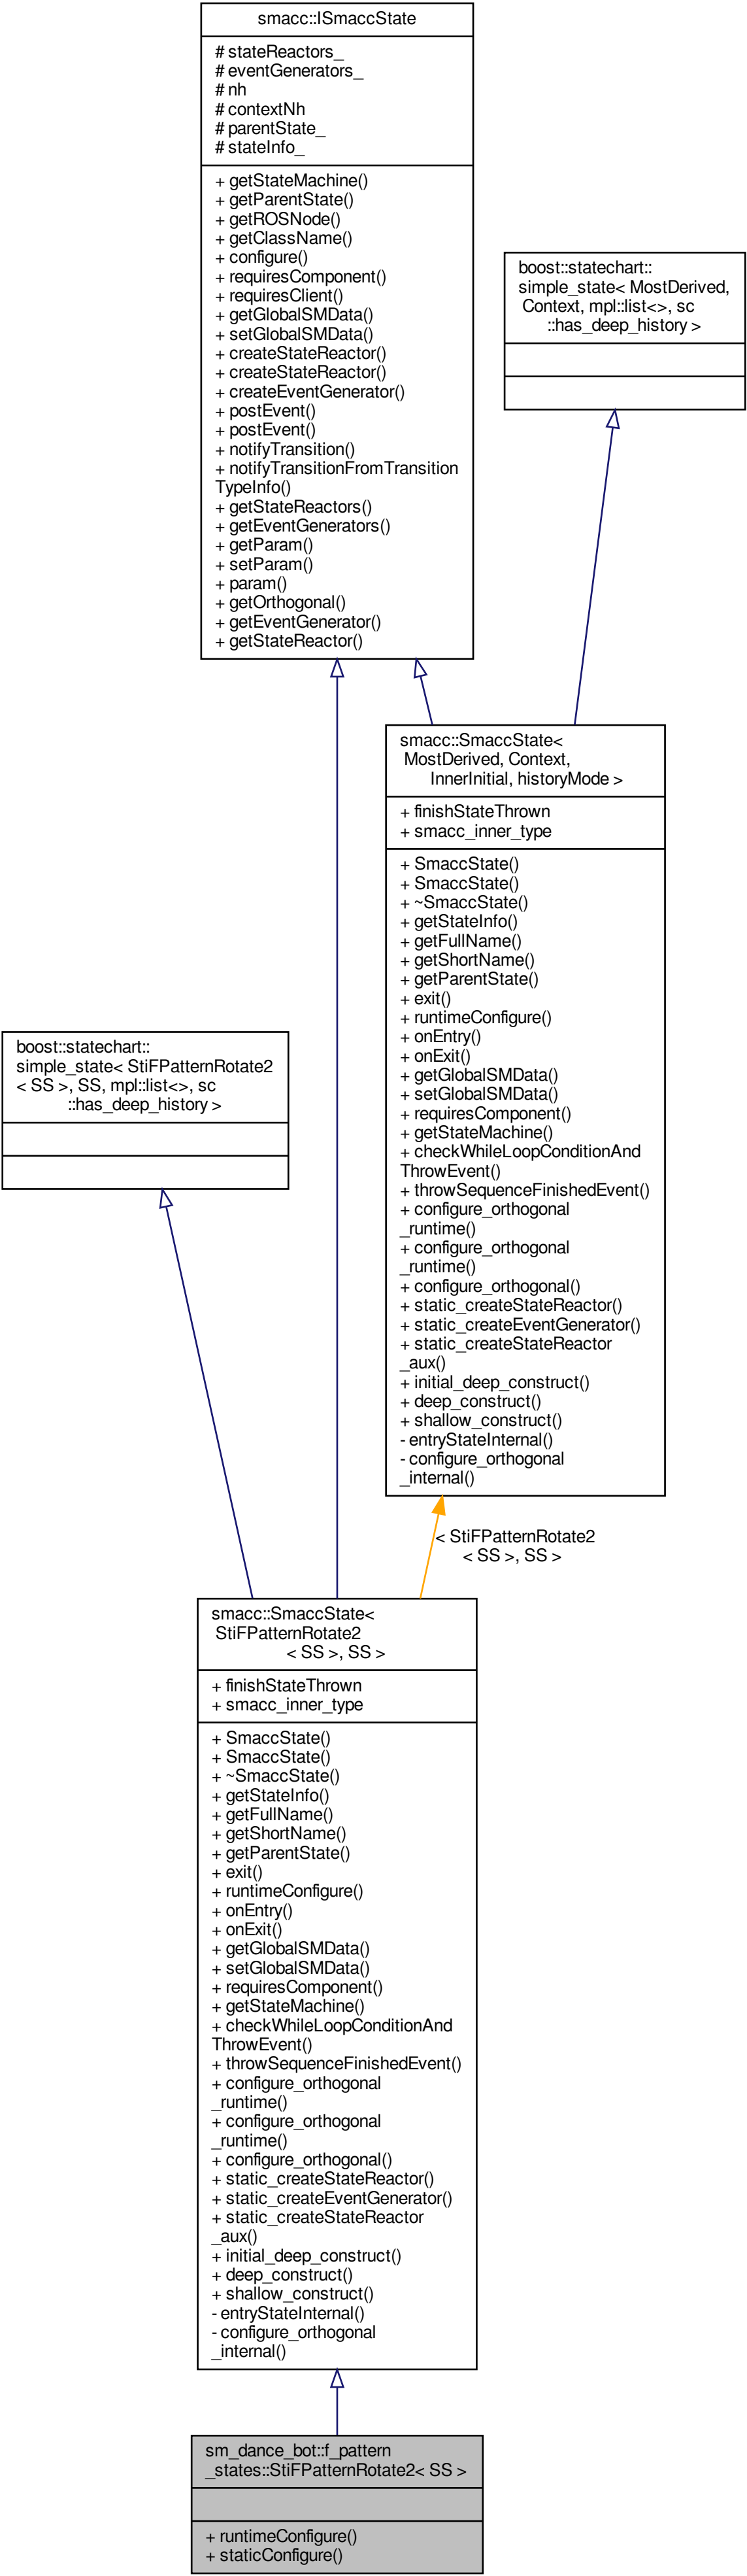 smacc::ISmaccState
# stateReactors_
# eventGenerators_
# nh
# contextNh
# parentState_
# stateInfo_
+ getStateMachine()
+ getParentState()
+ getROSNode()
+ getClassName()
+ configure()
+ requiresComponent()
+ requiresClient()
+ getGlobalSMData()
+ setGlobalSMData()
+ createStateReactor()
+ createStateReactor()
+ createEventGenerator()
+ postEvent()
+ postEvent()
+ notifyTransition()
+ notifyTransitionFromTransition
TypeInfo()
+ getStateReactors()
+ getEventGenerators()
+ getParam()
+ setParam()
+ param()
+ getOrthogonal()
+ getEventGenerator()
+ getStateReactor()
boost::statechart::
simple_state< MostDerived,
Context, mpl::list<>, sc
::has_deep_history >
smacc::SmaccState<
MostDerived, Context,
InnerInitial, historyMode >
+ finishStateThrown
+ smacc_inner_type
+ SmaccState()
+ SmaccState()
+ ~SmaccState()
+ getStateInfo()
+ getFullName()
+ getShortName()
+ getParentState()
+ exit()
+ runtimeConfigure()
+ onEntry()
+ onExit()
+ getGlobalSMData()
+ setGlobalSMData()
+ requiresComponent()
+ getStateMachine()
+ checkWhileLoopConditionAnd
ThrowEvent()
+ throwSequenceFinishedEvent()
+ configure_orthogonal
_runtime()
+ configure_orthogonal
_runtime()
+ configure_orthogonal()
+ static_createStateReactor()
+ static_createEventGenerator()
+ static_createStateReactor
_aux()
+ initial_deep_construct()
+ deep_construct()
+ shallow_construct()
- entryStateInternal()
- configure_orthogonal
_internal()
boost::statechart::
simple_state< StiFPatternRotate2
< SS >, SS, mpl::list<>, sc
::has_deep_history >
< StiFPatternRotate2
< SS >, SS >
smacc::SmaccState<
StiFPatternRotate2
< SS >, SS >
+ finishStateThrown
+ smacc_inner_type
+ SmaccState()
+ SmaccState()
+ ~SmaccState()
+ getStateInfo()
+ getFullName()
+ getShortName()
+ getParentState()
+ exit()
+ runtimeConfigure()
+ onEntry()
+ onExit()
+ getGlobalSMData()
+ setGlobalSMData()
+ requiresComponent()
+ getStateMachine()
+ checkWhileLoopConditionAnd
ThrowEvent()
+ throwSequenceFinishedEvent()
+ configure_orthogonal
_runtime()
+ configure_orthogonal
_runtime()
+ configure_orthogonal()
+ static_createStateReactor()
+ static_createEventGenerator()
+ static_createStateReactor
_aux()
+ initial_deep_construct()
+ deep_construct()
+ shallow_construct()
- entryStateInternal()
- configure_orthogonal
_internal()
sm_dance_bot::f_pattern
_states::StiFPatternRotate2< SS >
+ runtimeConfigure()
+ staticConfigure()